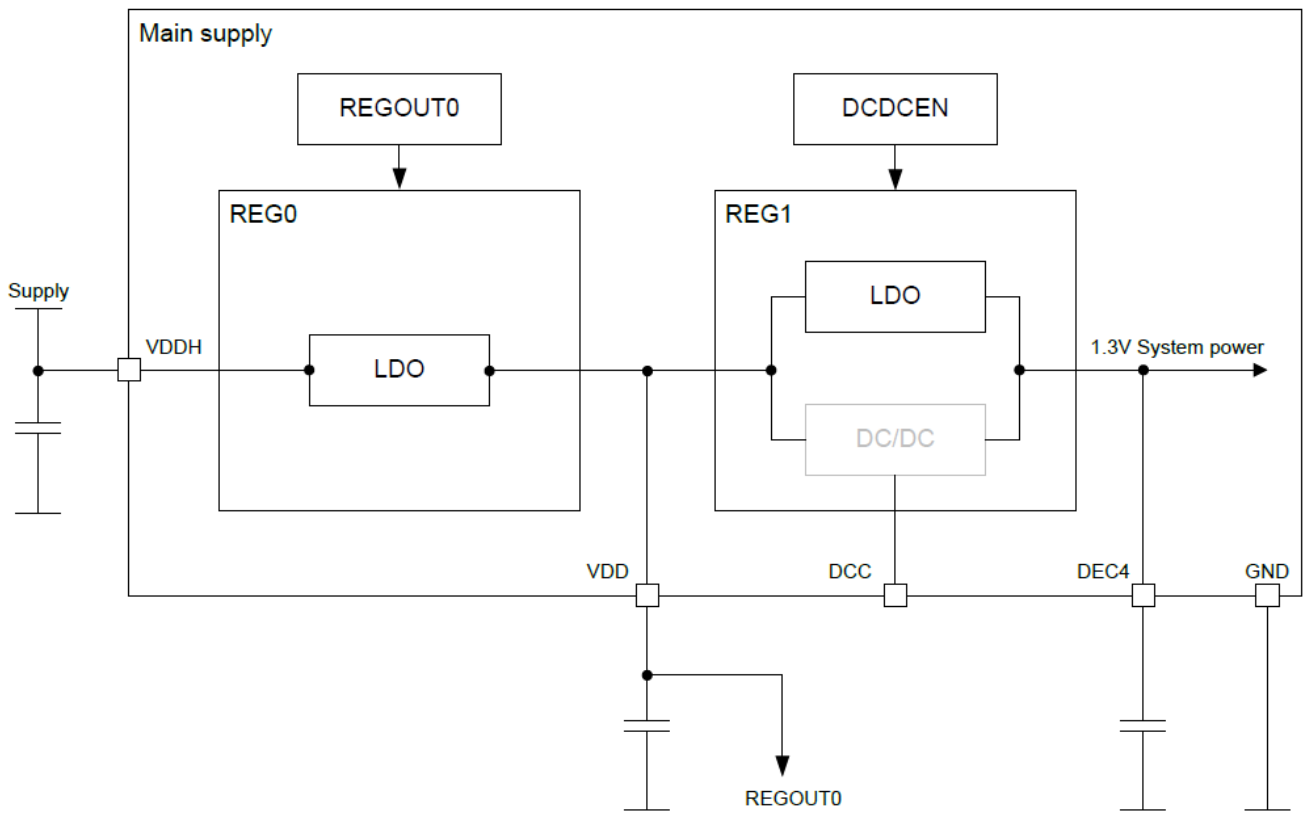 Main supply
REGOUT0
DCDCEN
REG0
REG1
LDO
Supply
VDDH
LDO
1.3V System power
DC/DC
VDD
DCC
DEC4
GND
REGOUT0